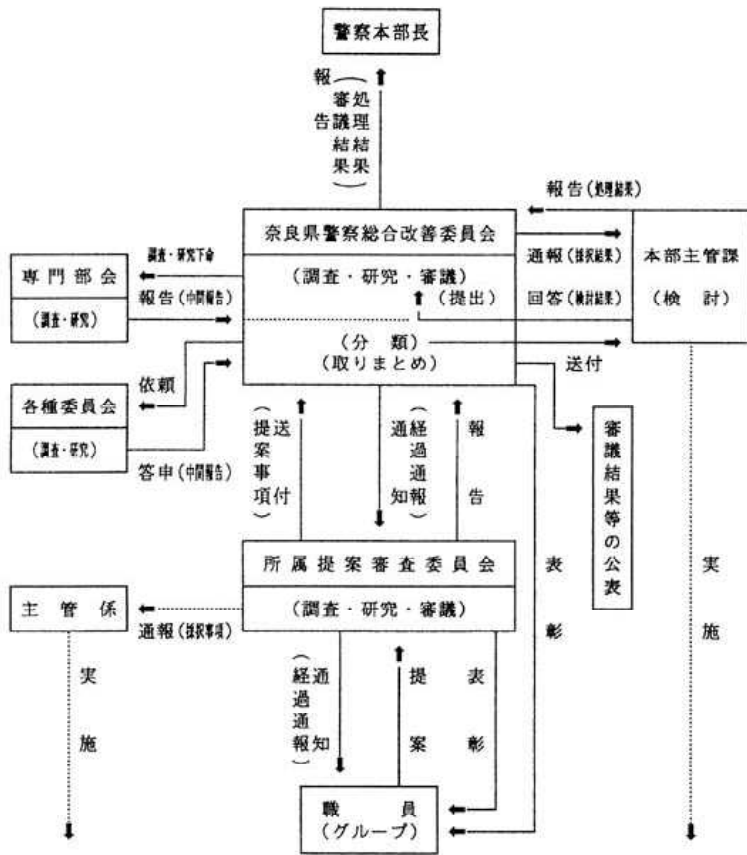 警察本部長
報告
(処理結果
審議結果)
報告(処理結果)
奈良県警察総合改善委員会
(調査・研究・審議)
(提出)
(分類)
(取りまとめ)
通報(採択結果)
回答(検討結果)
送付
本部主管課
(検討)
調査・研究下命
専門部会
(調査・研究)
報告(中間報告)
依頼
各種委員会
(調査・研究)
答申(中間報告)
送付
(提案事項)
通知
(経過通報)
報告
審議結果等の公表
表彰
実施
所属提案審査委員会
(調査・研究・審議)
主管係
通報(採択事項)
実施
通知
(経過通報)
提案
表彰
職員
(グループ)